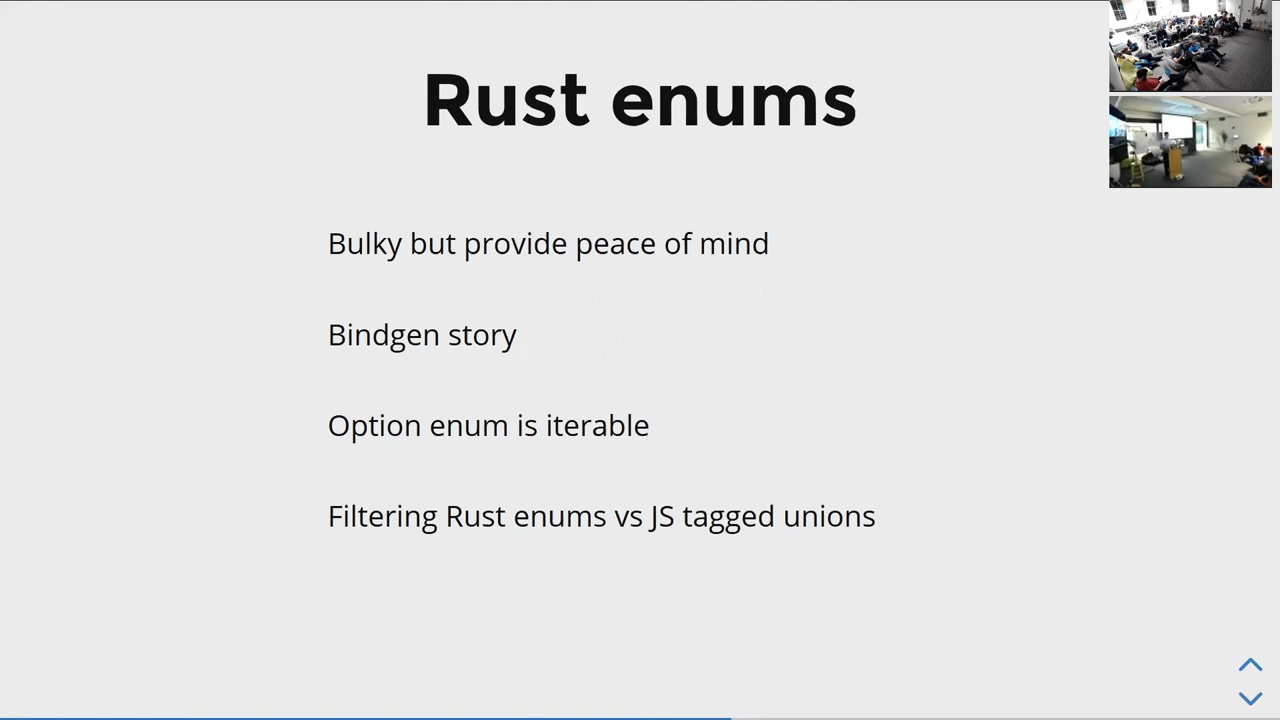 Rust enums
Bulky but provide peace of mind
Bindgen story
Option enum is iterable
Filtering Rust enums vs JS tagged unions